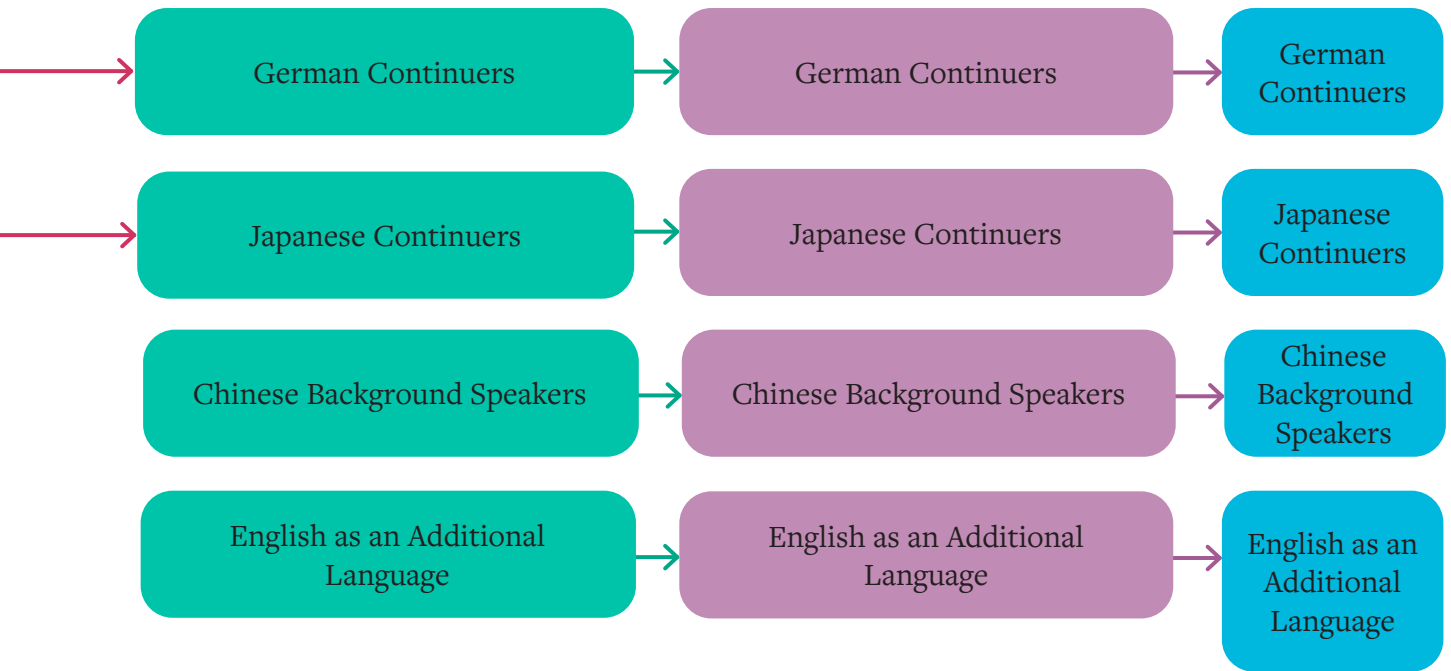 German Continuers
German Continuers
German
Continuers
Japanese Continuers
Japanese Continuers
Japanese
Continuers
Chinese Background Speakers
Chinese Background Speakers
Chinese
Background
Speakers
English as an Additional
Language
English as an Additional
Language
English as an
Additional
Language